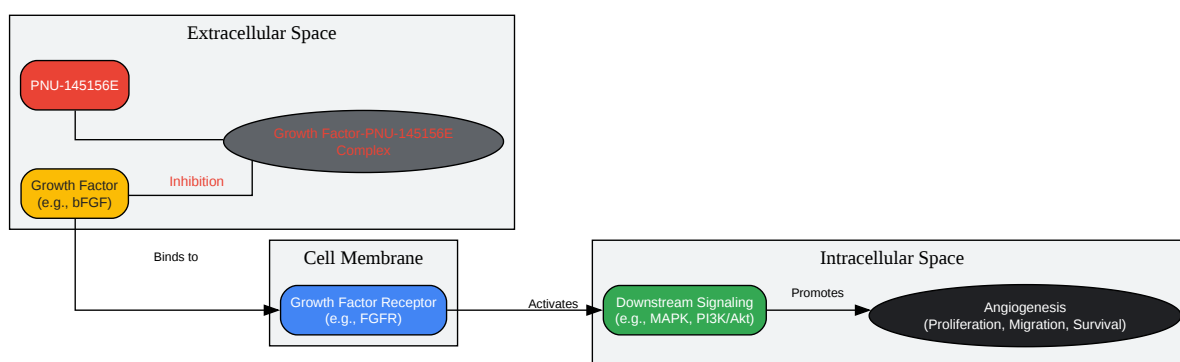 Extracellular Space
PNU-145156E
Growth Factor-PNU-145156E
Complex
Growth Factor
(e.g., bFGF)
Inhibition
Binds to
Cell Membrane
Growth Factor Receptor
(e.g., FGFR)
Activates
Intracellular Space
Downstream Signaling
(e.g., MAPK, PI3K/Akt)
Promotes
Angiogenesis
(Proliferation, Migration, Survival)